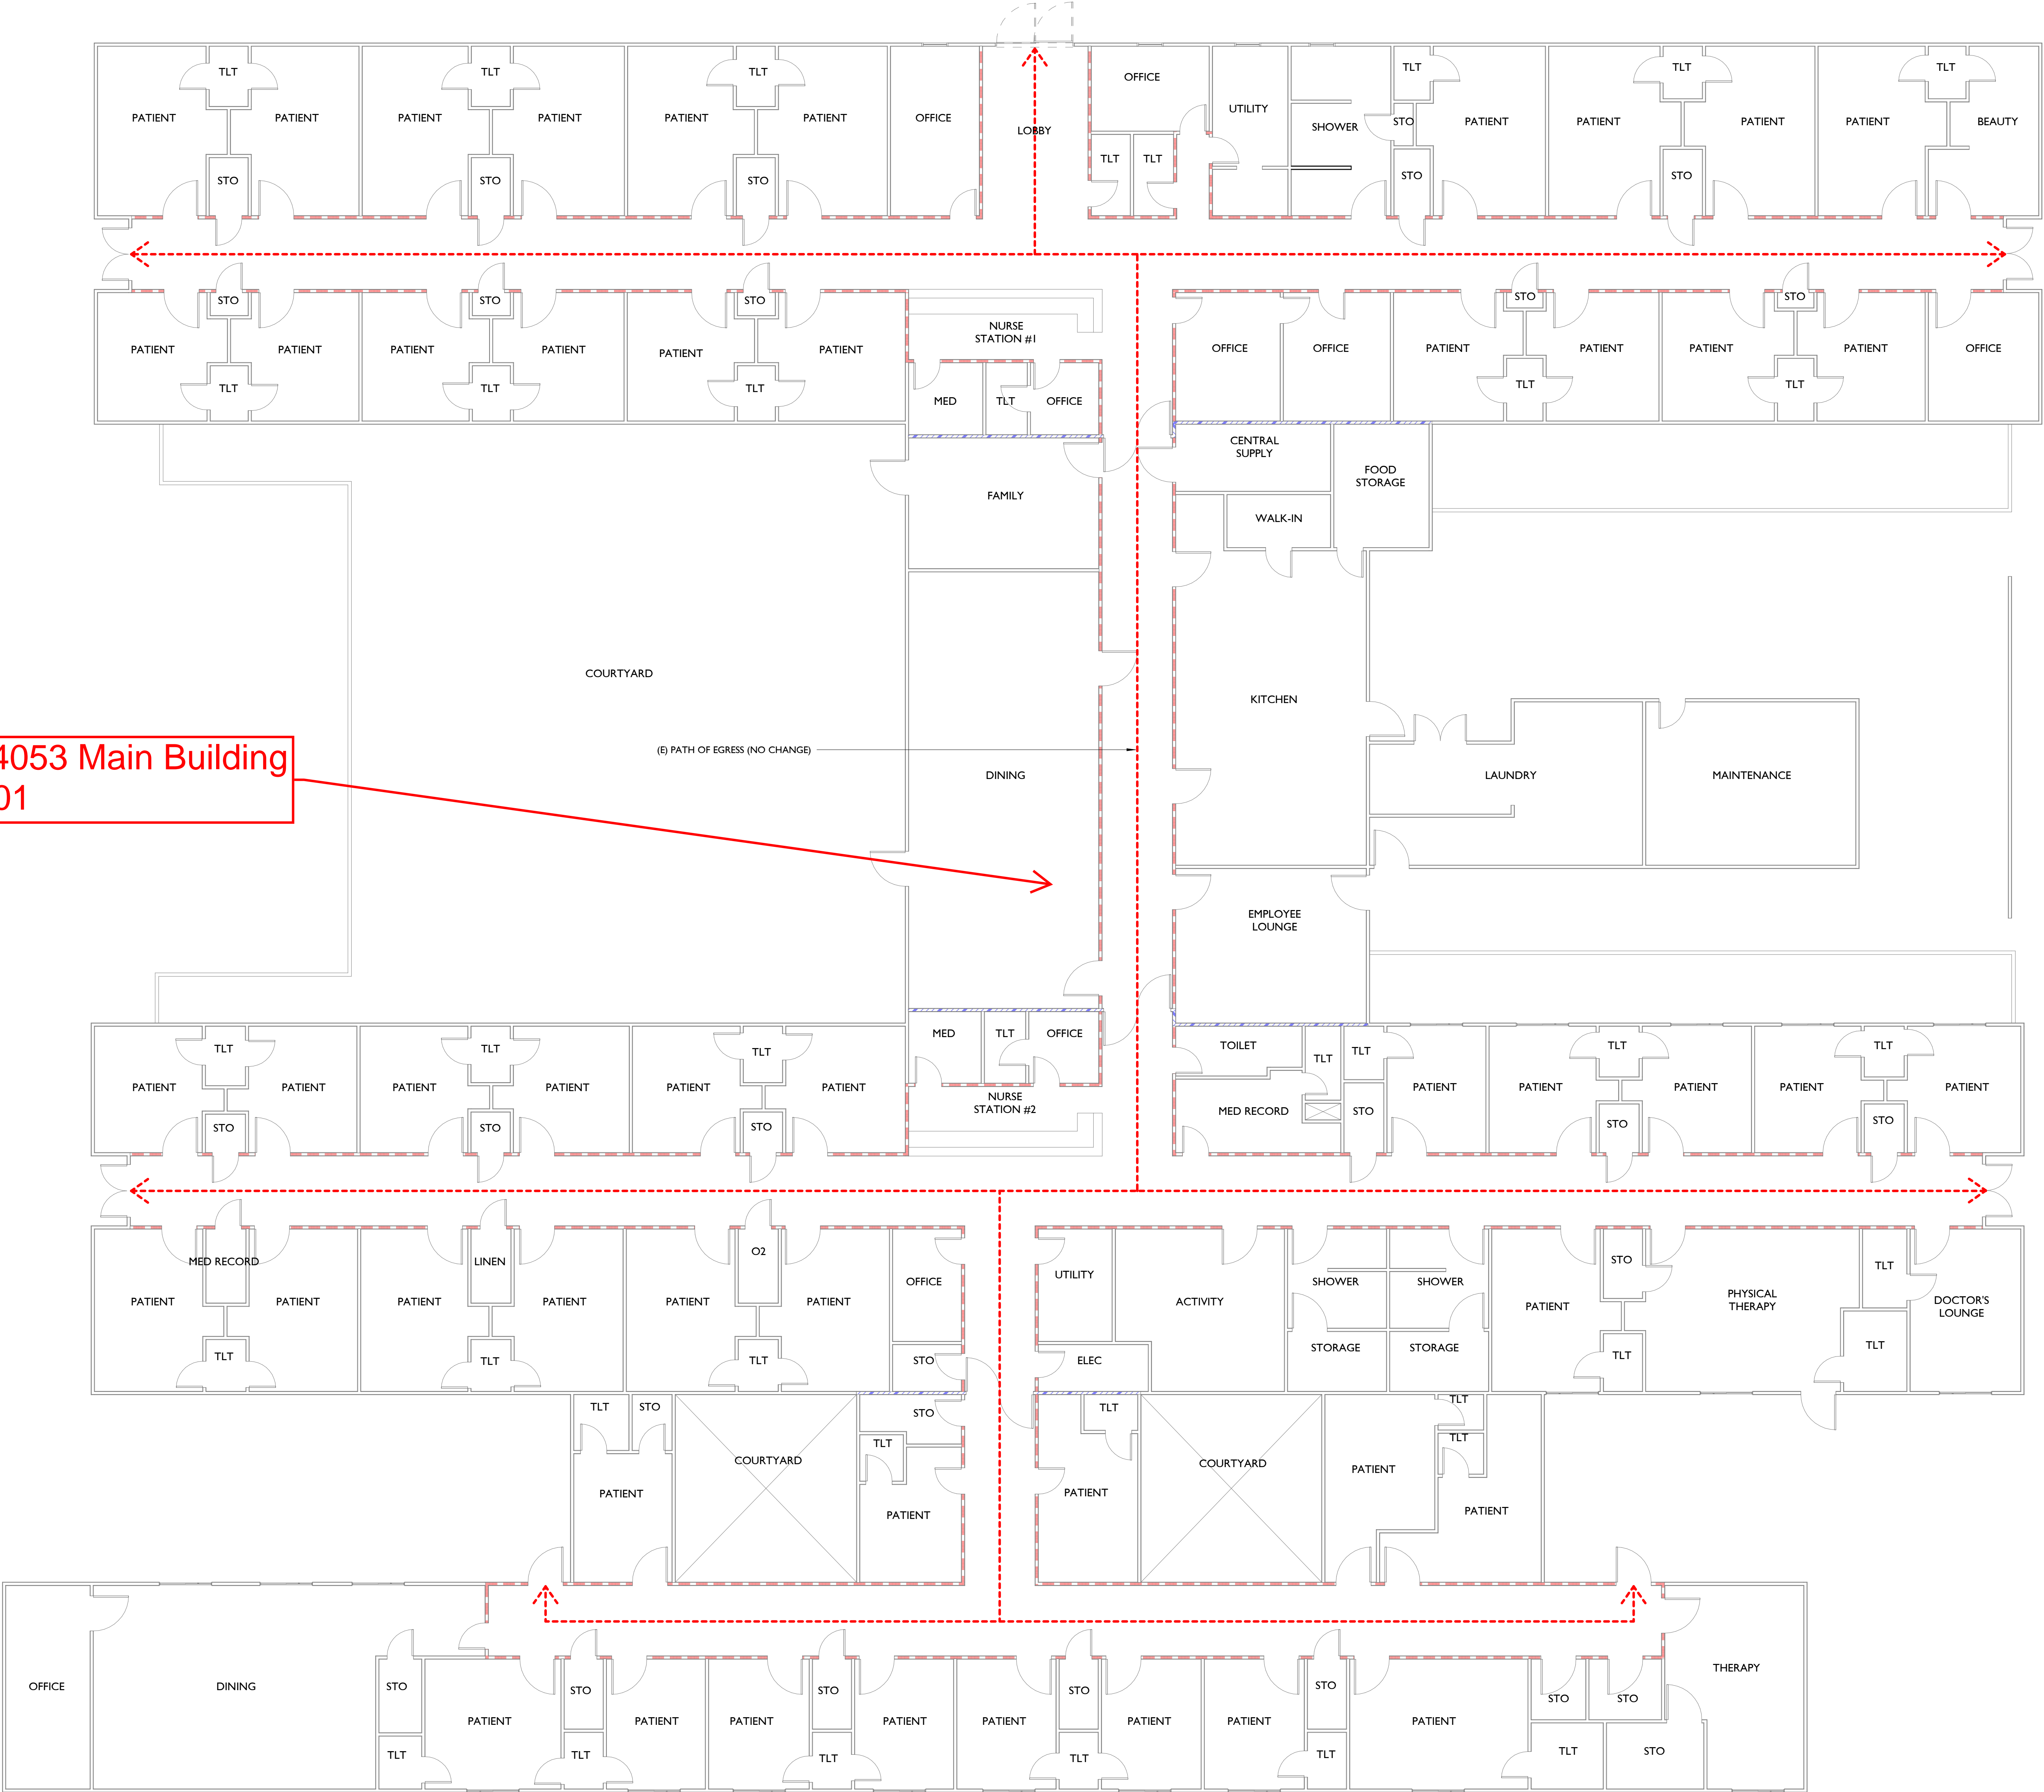 TLT TLT TLT OFFICE TLT TLT TLT
PATIENT PATIENT PATIENT PATIENT PATIENT PATIENT OFFICE LOBBY UTILITY SHOWER STO PATIENT PATIENT PATIENT PATIENT BEAUTY
TLT TLT
STO STO STO STO STO
STO STO STO STO STO
NURSE
STATION #1
PATIENT PATIENT PATIENT PATIENT PATIENT PATIENT OFFICE OFFICE PATIENT PATIENT PATIENT PATIENT OFFICE
TLT TLT TLT TLT TLT
MED TLT OFFICE
CENTRAL
SUPPLY
FOOD
STORAGE
FAMILY
WALK-IN
COURTYARD
KITCHEN
(E) PATH OF EGRESS (NO CHANGE)
4053 Main Building
01
DINING LAUNDRY MAINTENANCE
EMPLOYEE
LOUNGE
MED TLT OFFICE TOILET TLT TLT TLT TLT
TLT TLT TLT
PATIENT PATIENT PATIENT PATIENT PATIENT PATIENT PATIENT PATIENT PATIENT PATIENT PATIENT
NURSE
STATION #2
MED RECORD STO STO STO
STO STO STO
MED RECORD LINEN O2 STO TLT
OFFICE UTILITY SHOWER SHOWER
PATIENT PATIENT PATIENT PATIENT PATIENT PATIENT ACTIVITY PATIENT
PHYSICAL
THERAPY
DOCTOR'S
LOUNGE
TLT TLT TLT STO ELEC STORAGE STORAGE TLT TLT
TLT STO STO TLT TLT
TLT TLT
COURTYARD COURTYARD PATIENT
PATIENT PATIENT PATIENT PATIENT
THERAPY
OFFICE DINING STO STO STO STO STO STO STO
PATIENT PATIENT PATIENT PATIENT PATIENT PATIENT PATIENT PATIENT
TLT TLT TLT TLT TLT TLT STO